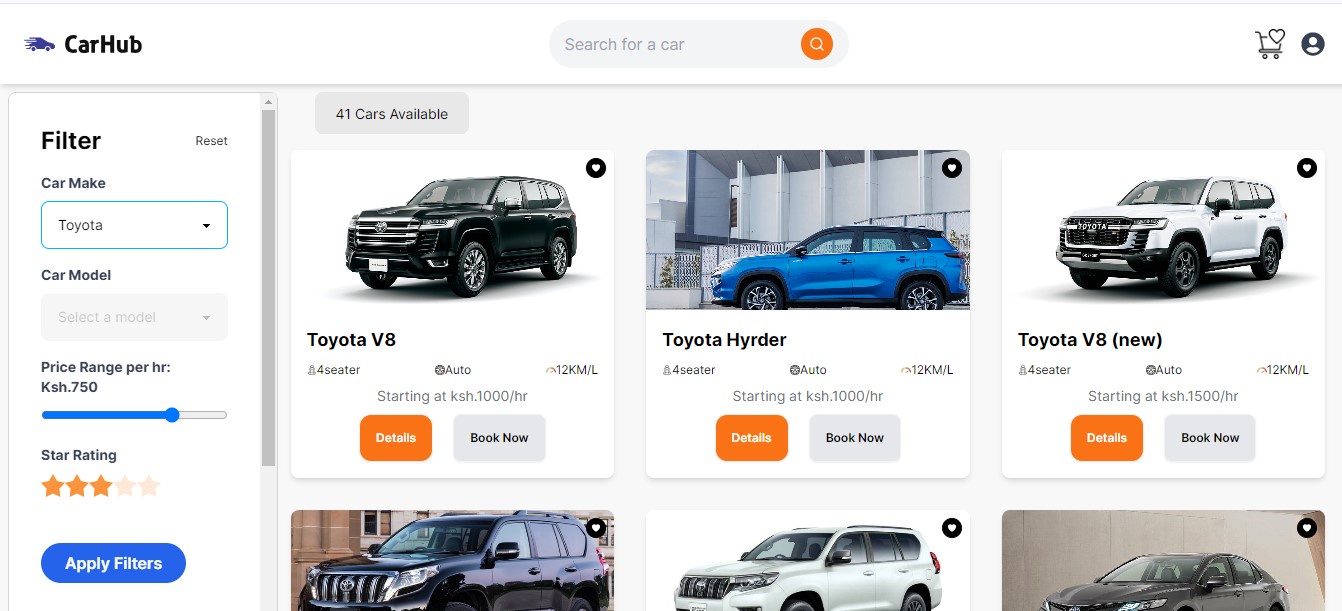 CarHub
Search for a car
Filter
Reset
Car Make
Toyota
Car Model
Select a model
Price Range per hr:
Ksh.750
Star Rating
Apply Filters
41 Cars Available
Toyota V8
4seater Auto 12KM/L
Starting at ksh.1000/hr
Details Book Now
Toyota Hyrder
4seater Auto 12KM/L
Starting at ksh.1000/hr
Details Book Now
TOYOTA
Toyota V8 (new)
4seater Auto 12KM/L
Starting at ksh.1500/hr
Details Book Now